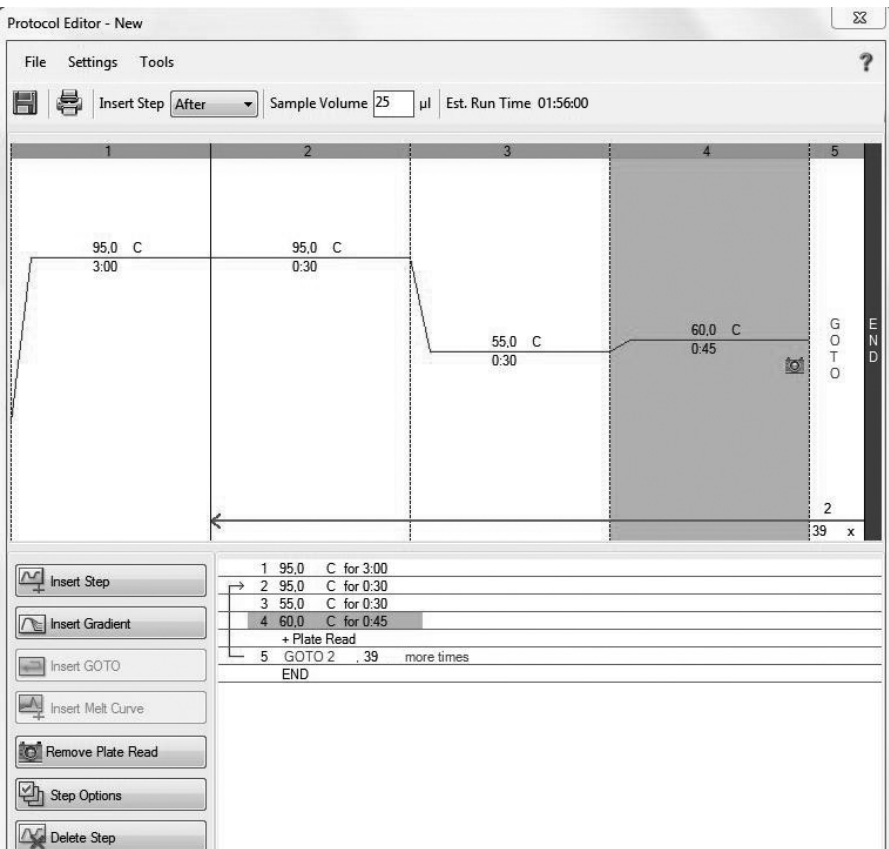 Protocol Editor - New
File Settings Tools
?
Insert Step After Sample Volume 25 µl Est. Run Time 01:56:00
1 2 3 4 5
95,0 C
3:00
95,0 C
0:30
55,0 C
0:30
60,0 C
0:45
GOTO
END
2
39 x
Insert Step
Insert Gradient
Insert GOTO
Insert Melt Curve
Remove Plate Read
Step Options
Delete Step
1 95,0 C for 3:00
2 95,0 C for 0:30
3 55,0 C for 0:30
4 60,0 C for 0:45
+ Plate Read
5 GOTO 2 , 39 more times
END